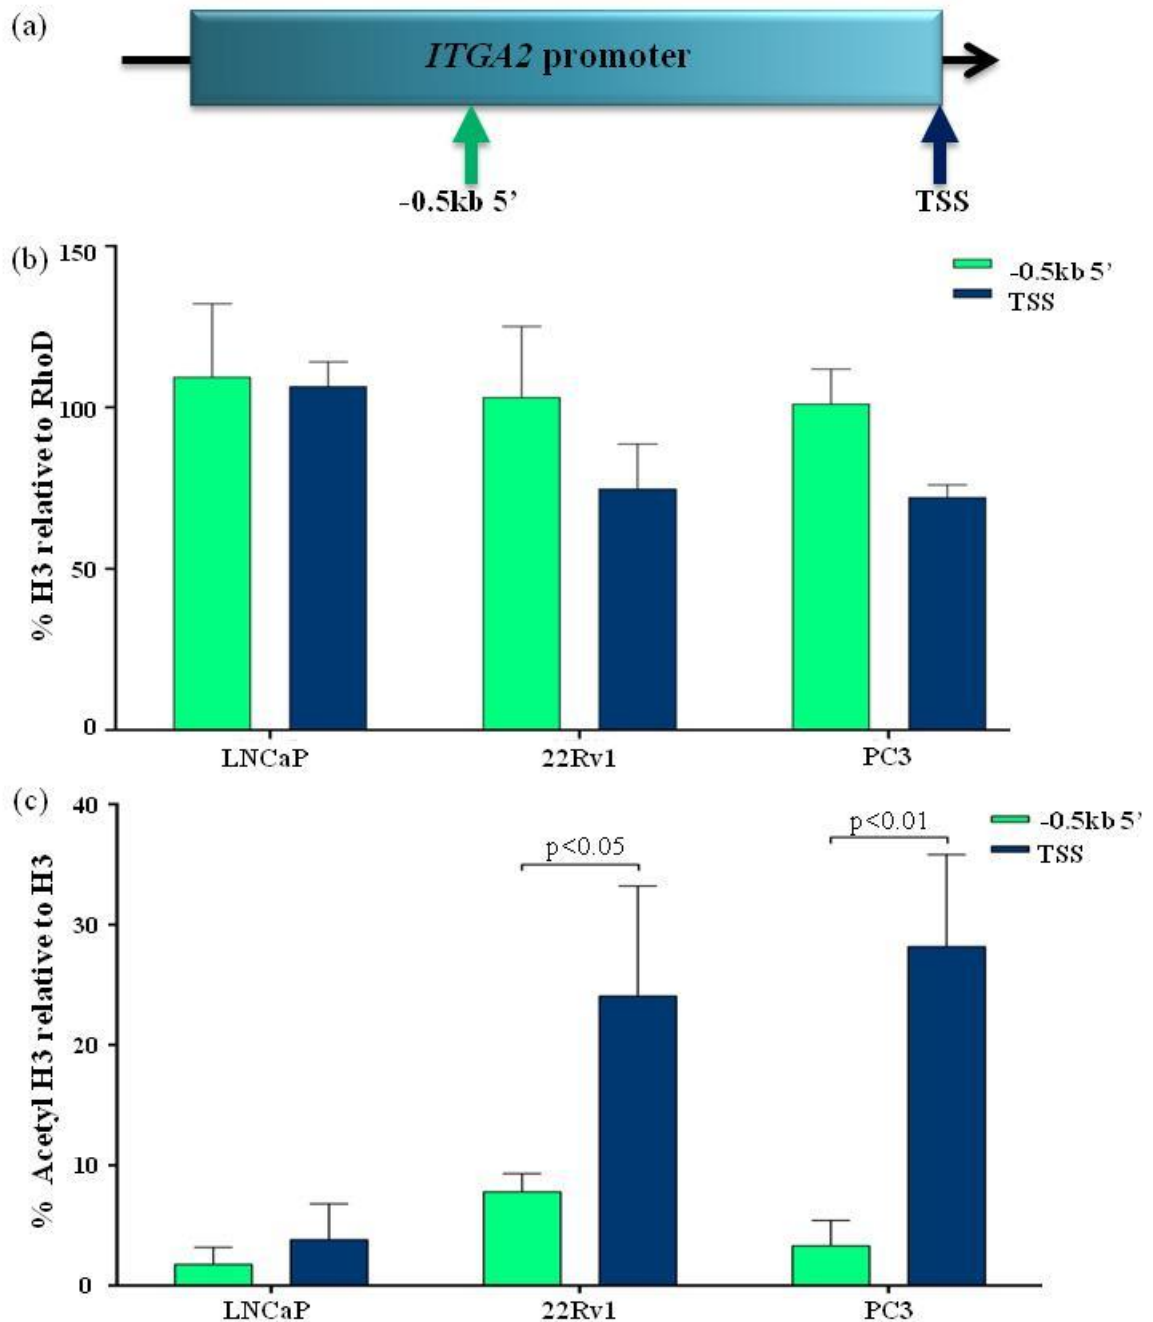 (a)
ITGA2 promoter
-0.5kb 5’
TSS
(b)
150
100
50
0
% H3 relative to RhoD
-0.5kb 5’
TSS
LNCaP
22Rv1
PC3
(c)
40
30
20
10
0
% Acetyl H3 relative to H3
p<0.05
p<0.01
-0.5kb 5’
TSS
LNCaP
22Rv1
PC3